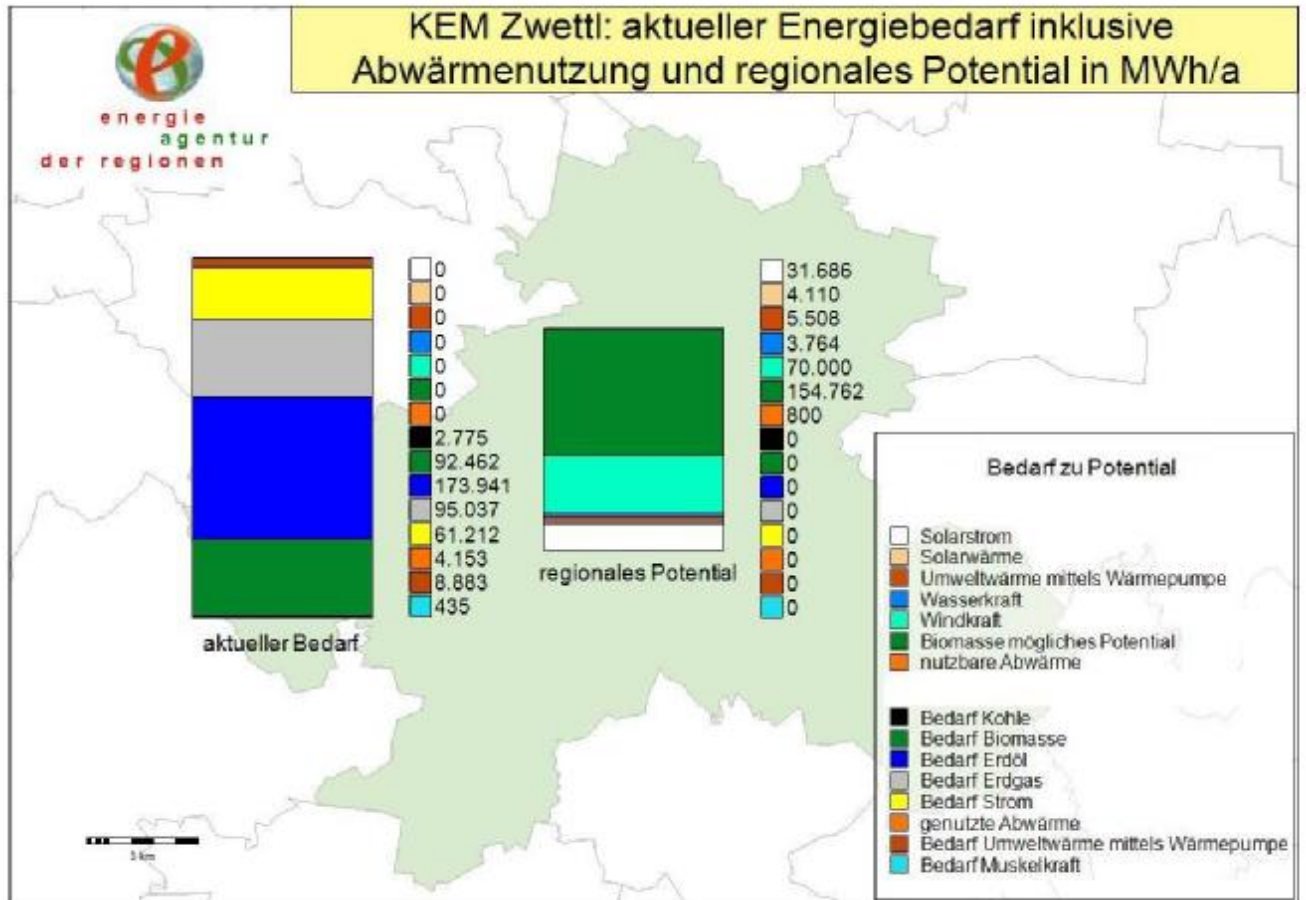 KEM Zwettl: aktueller Energiebedarf inklusive
Abwärmenutzung und regionales Potential in MWh/a
energie
agentur
der regionen
0
0
0
0
0
0
0
2.775
92.462
173.941
95.037
61.212
4.153
8.883
435
aktueller Bedarf
31.686
4.110
5.508
3.764
70.000
154.762
800
0
0
0
0
0
0
0
0
regionales Potential
Bedarf zu Potential
Solarstrom
Solarwärme
Umweltwärme mittels Wärmepumpe
Wasserkraft
Windkraft
Biomasse mögliches Potential
nutzbare Abwärme
Bedarf Kohle
Bedarf Biomasse
Bedarf Erdöl
Bedarf Erdgas
Bedarf Strom
genutzte Abwärme
Bedarf Umweltwärme mittels Wärmepumpe
Bedarf Muskelkraft